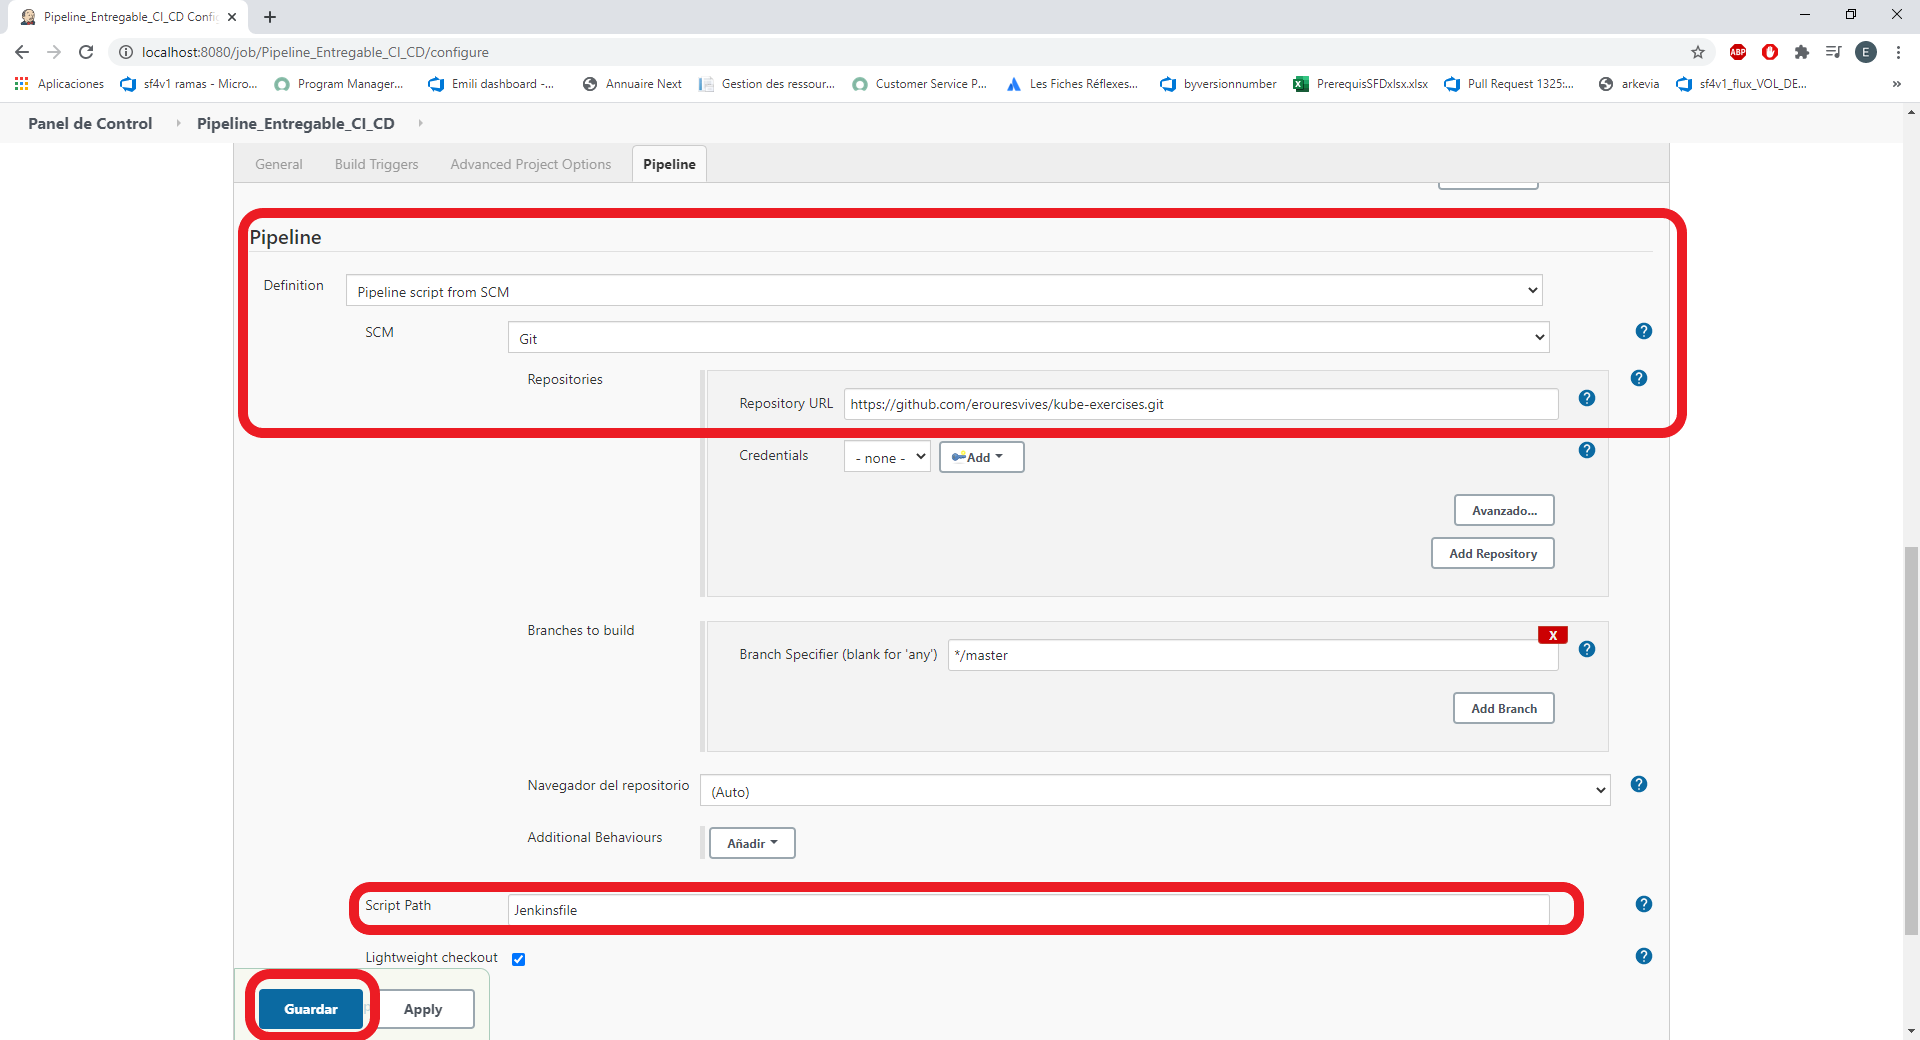 Pipeline_Entregable_CI_CD Confi
localhost:8080/job/Pipeline_Entregable_CI_CD/configure
ABP
E
Aplicaciones
sf4v1 ramas - Micro...
Program Manager...
Emili dashboard -...
Annuaire Next
Gestion des ressour...
Customer Service P...
Les Fiches Réflexes...
byversionnumber
PrerequisSFDxlsx.xlsx
Pull Request 1325:...
arkevia
sf4v1_flux_VOL_DE...
»
Panel de Control
Pipeline_Entregable_CI_CD
General
Build Triggers
Advanced Project Options
Pipeline
Pipeline
Definition
Pipeline script from SCM
SCM
Git
?
Repositories
?
Repository URL
https://github.com/erouresvives/kube-exercises.git
?
Credentials
- none -
Add
?
Avanzado...
Add Repository
Branches to build
X
Branch Specifier (blank for 'any')
*/master
?
Add Branch
Navegador del repositorio
(Auto)
?
Additional Behaviours
Añadir
Script Path
Jenkinsfile
?
Lightweight checkout
?
Guardar
Apply